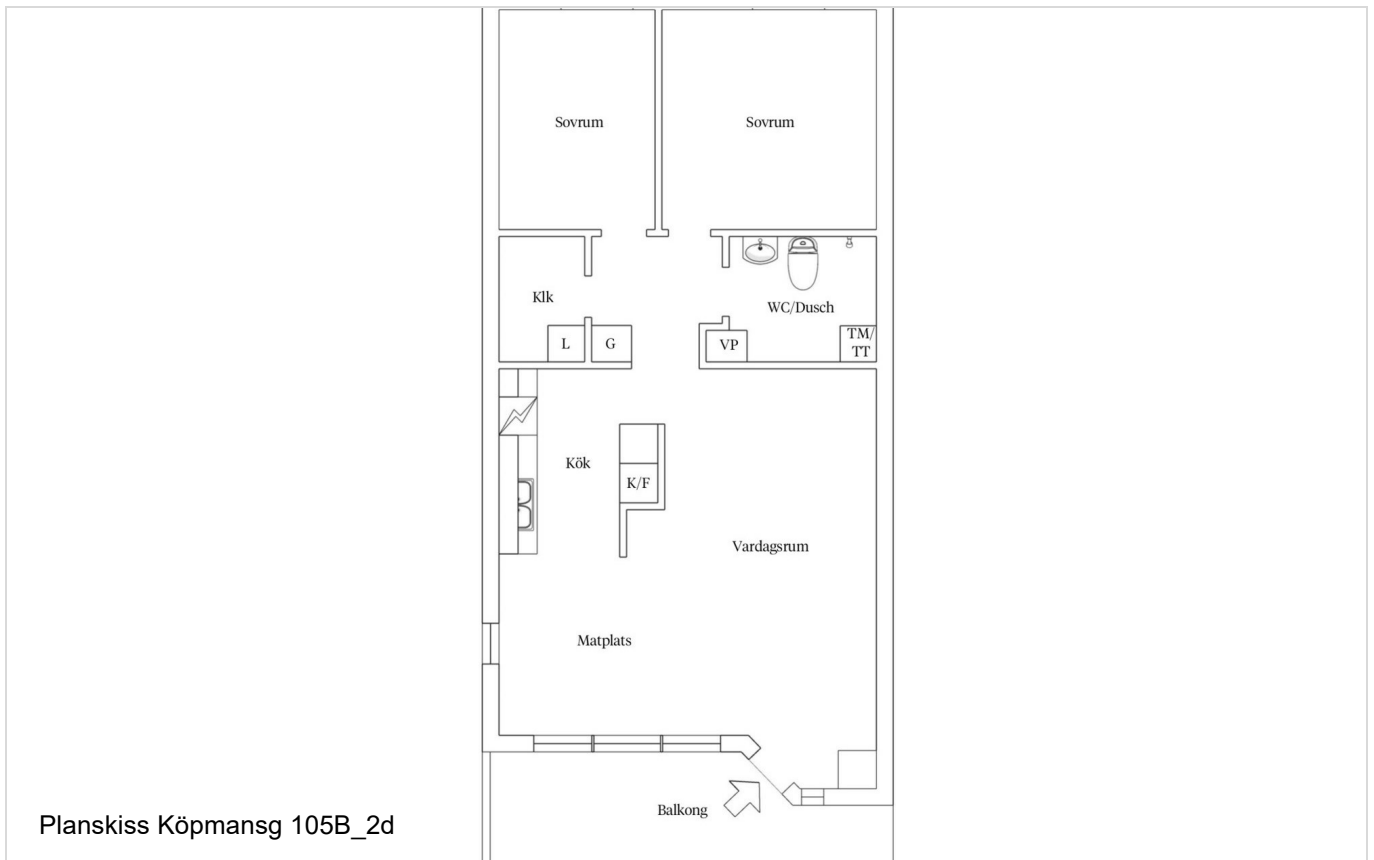 Sovrum
Sovrum
Klk
WC/Dusch
L
G
VP
TM/
TT
Kök
K/F
Vardagsrum
Matplats
Balkong
Planskiss Köpmansg 105B_2d